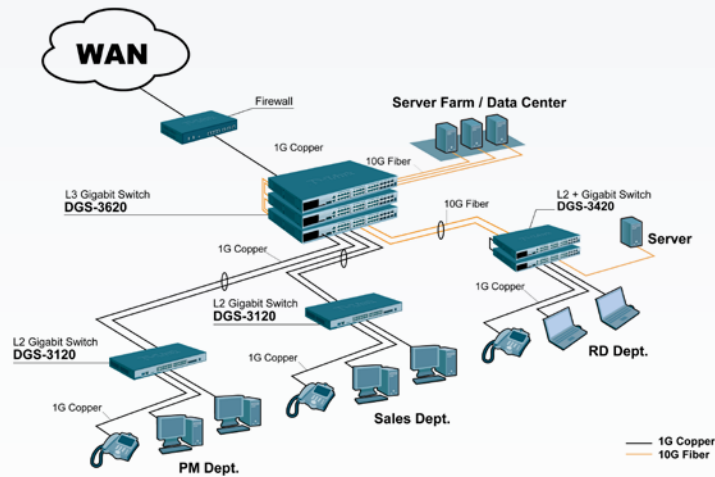 WAN
Firewall
Server Farm / Data Center
1G Copper
10G Fiber
L3 Gigabit Switch
DGS-3620
L2 + Gigabit Switch
DGS-3420
10G Fiber
Server
1G Copper
L2 Gigabit Switch
DGS-3120
1G Copper
RD Dept.
L2 Gigabit Switch
DGS-3120
1G Copper
Sales Dept.
1G Copper
PM Dept.
1G Copper
10G Fiber